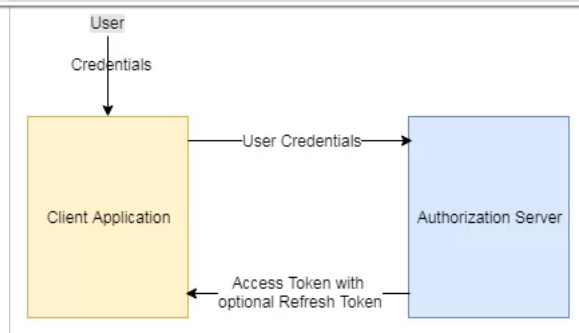 User
Credentials
User Credentials
Client Application
Authorization Server
Access Token with
optional Refresh Token